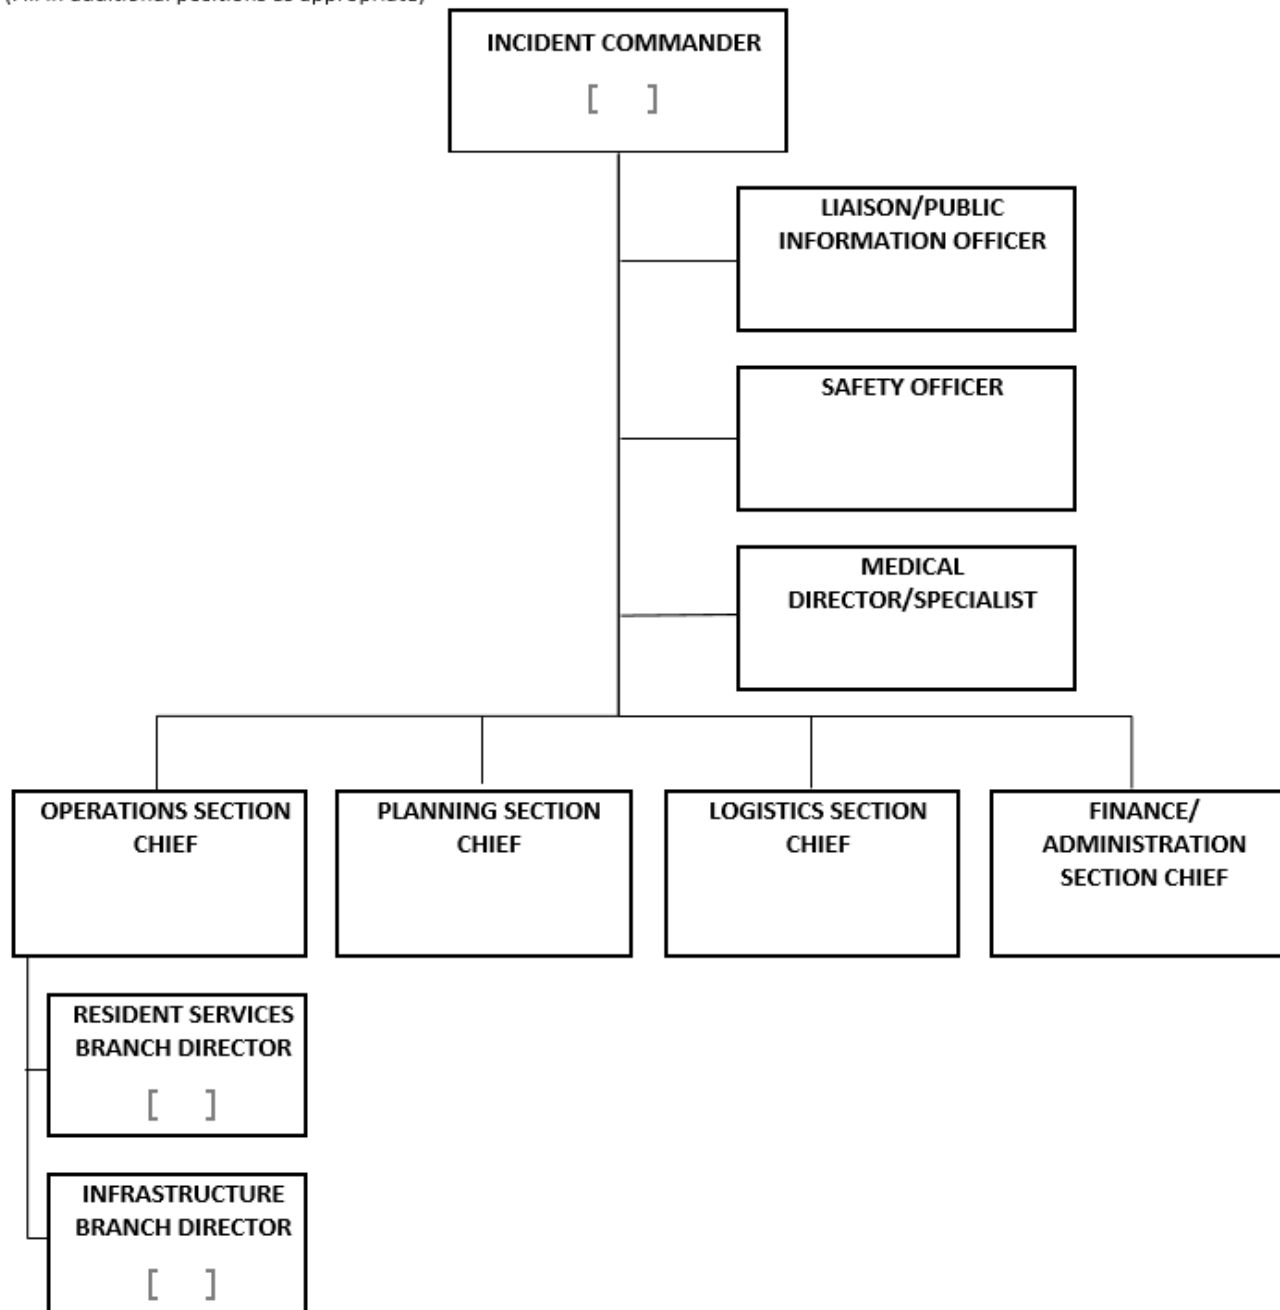 INCIDENT COMMANDER
[ ]
LIAISON/PUBLIC
INFORMATION OFFICER
SAFETY OFFICER
MEDICAL
DIRECTOR/SPECIALIST
OPERATIONS SECTION
CHIEF
PLANNING SECTION
CHIEF
LOGISTICS SECTION
CHIEF
FINANCE/
ADMINISTRATION
SECTION CHIEF
RESIDENT SERVICES
BRANCH DIRECTOR
[ ]
INFRASTRUCTURE
BRANCH DIRECTOR
[ ]